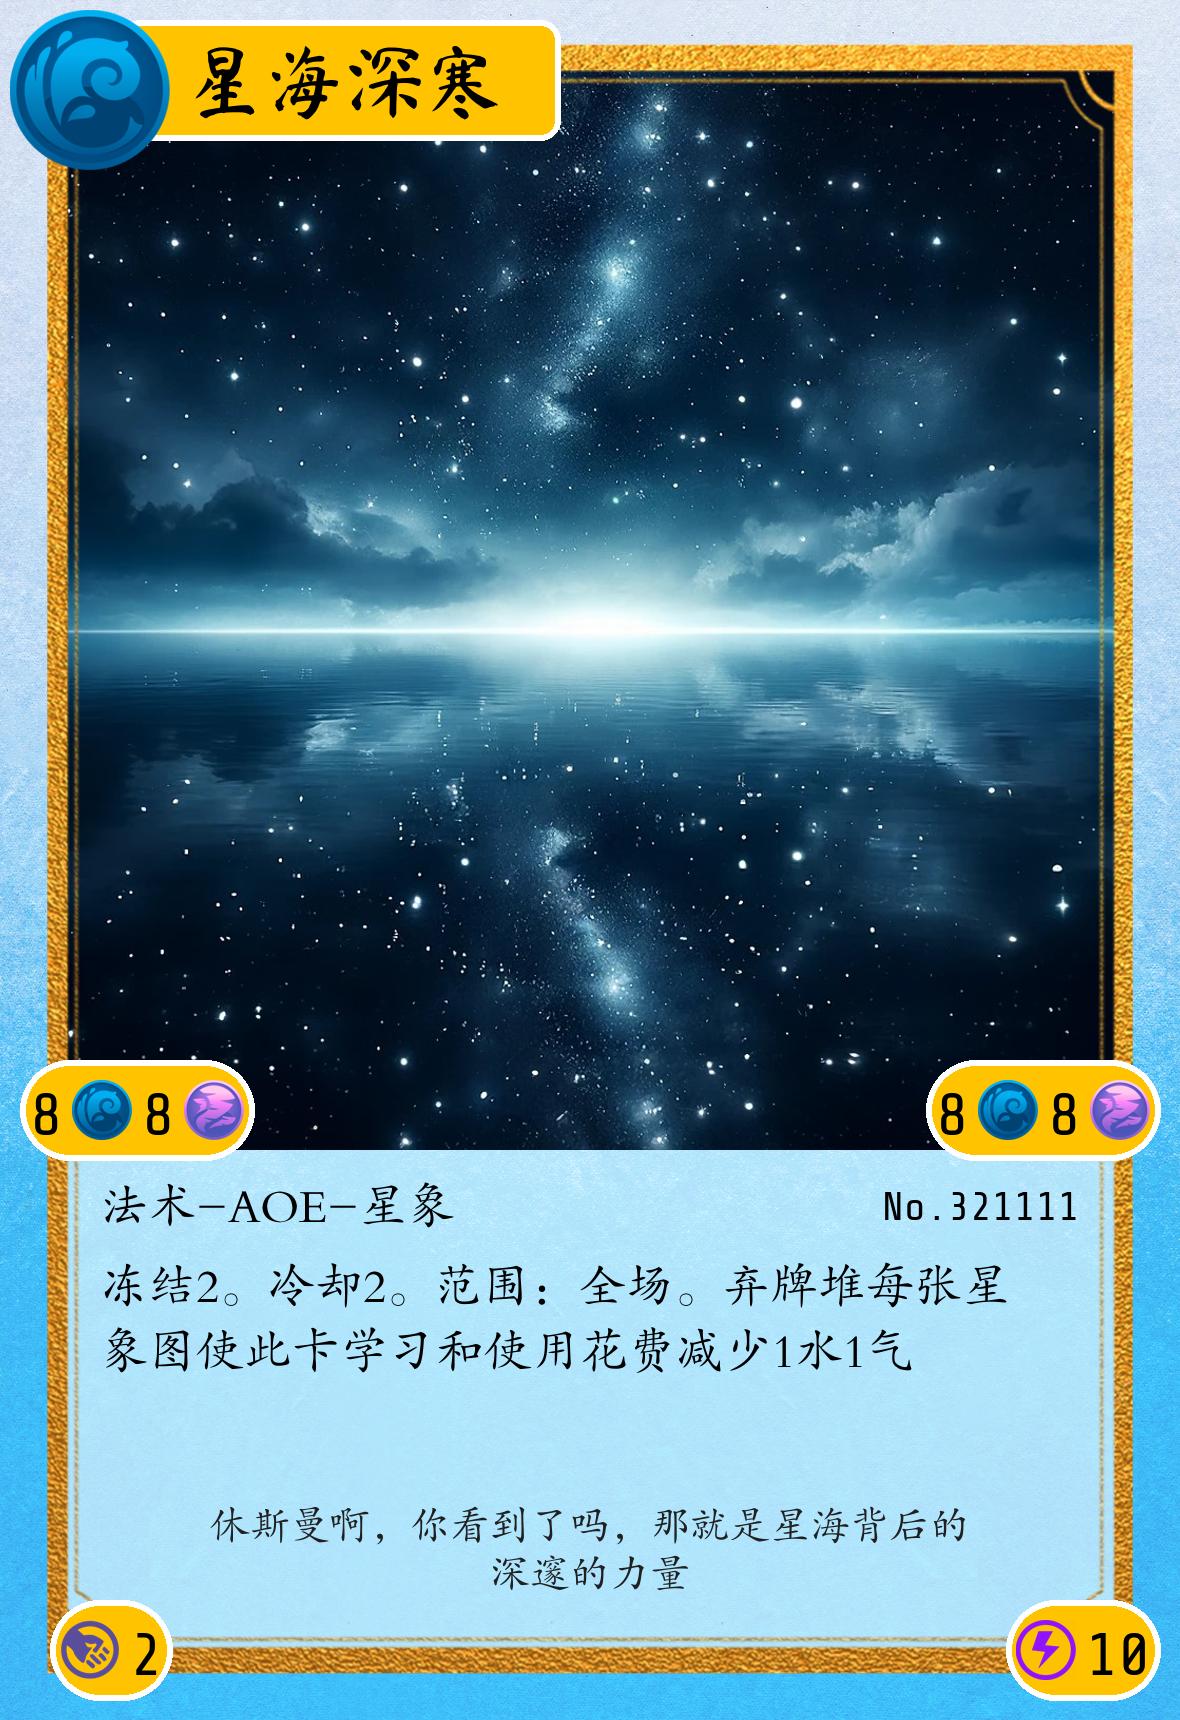 星海深寒
8 8
8 8
法术-AOE-星象
No.321111
冻结2。冷却2。范围：全场。弃牌堆每张星
象图使此卡学习和使用花费减少1水1气
休斯曼啊，你看到了吗，那就是星海背后的
深邃的力量
2
10